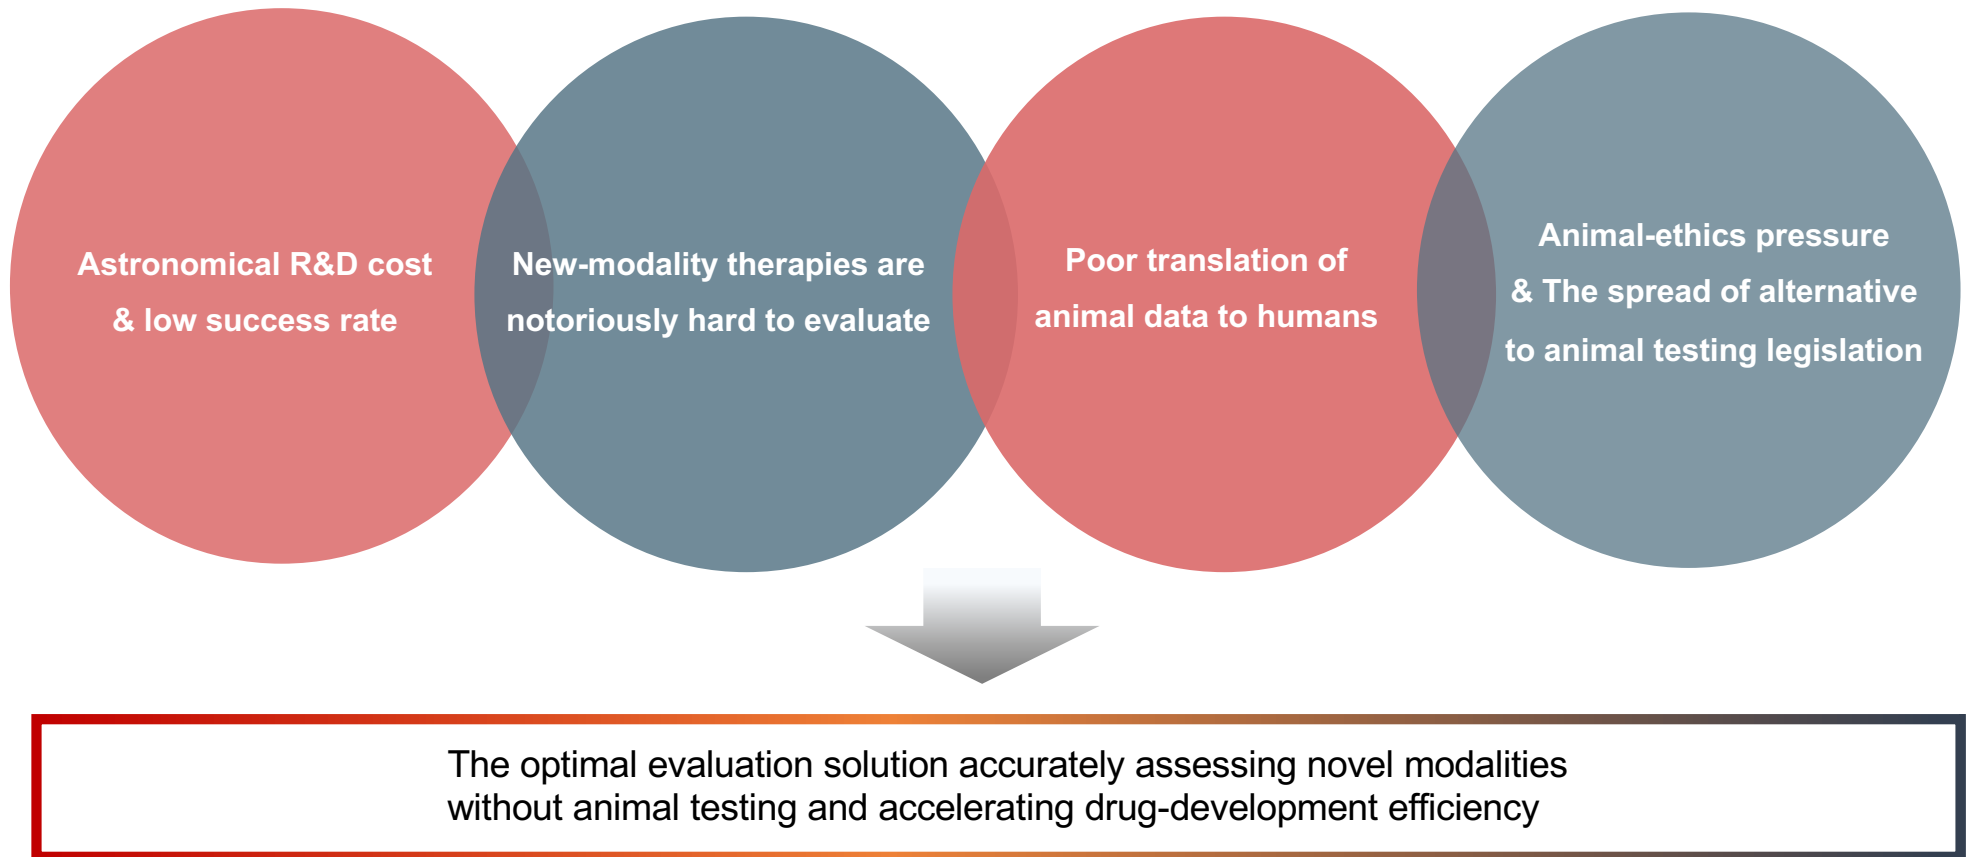 Astronomical R&D cost
& low success rate
New-modality therapies are
notoriously hard to evaluate
Poor translation of
animal data to humans
Animal-ethics pressure
& The spread of alternative
to animal testing legislation
The optimal evaluation solution accurately assessing novel modalities
without animal testing and accelerating drug-development efficiency